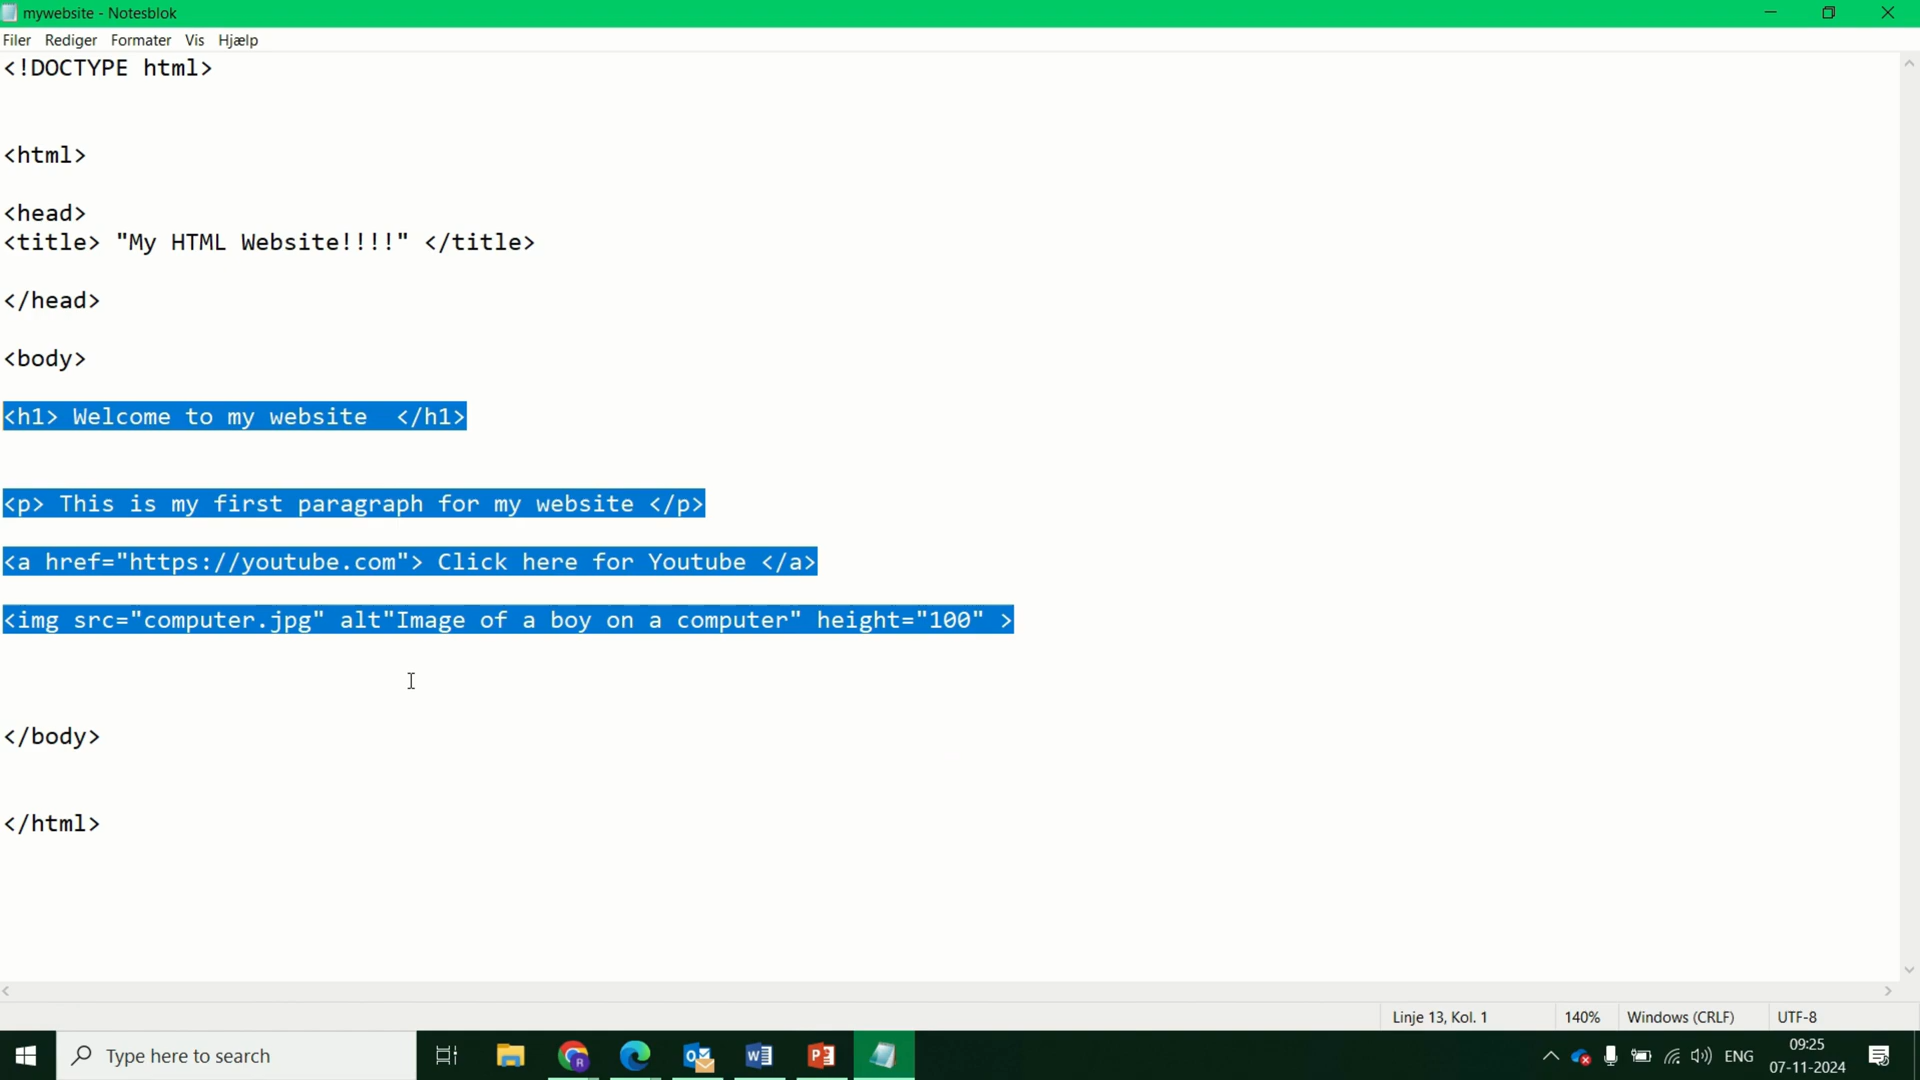 mywebsite - Notesblok
Filer Rediger Formater Vis Hjælp
<!DOCTYPE html>
<html>
<head>
<title> "My HTML Website!!!!" </title>
</head>
<body>
<h1> Welcome to my website  </h1>
<p> This is my first paragraph for my website </p>
<a href="https://youtube.com"> Click here for Youtube </a>
<img src="computer.jpg" alt"Image of a boy on a computer" height="100" >
</body>
</html>
Linje 13, Kol. 1 140% Windows (CRLF) UTF-8
Type here to search ENG 09:25
07-11-2024